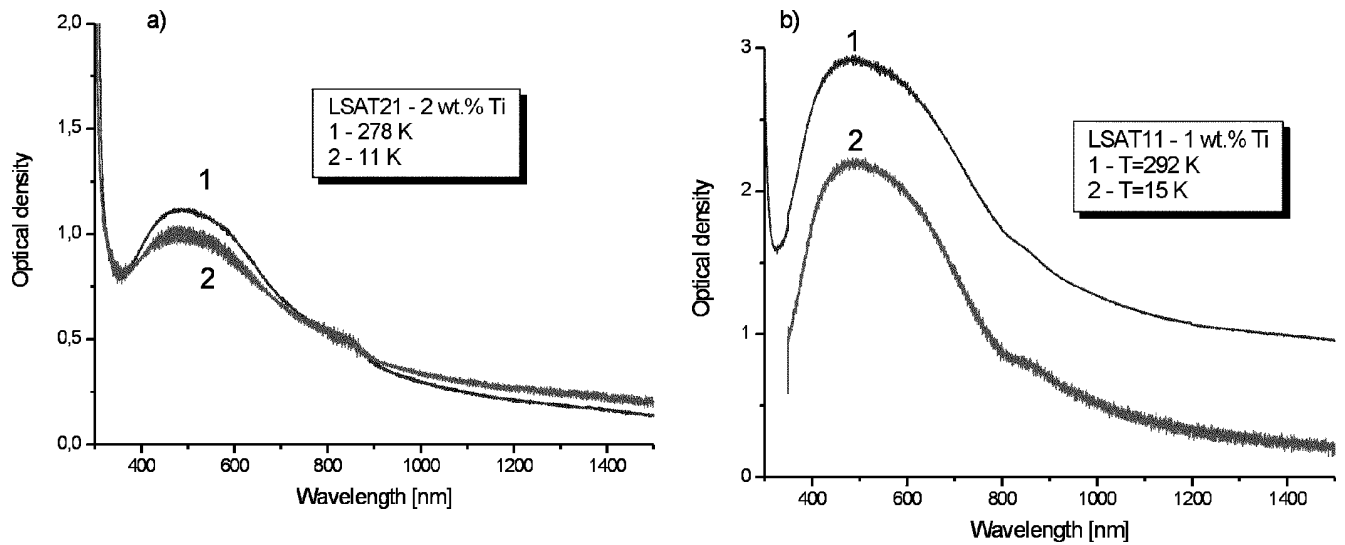 a)
2,0
1,5
1,0
0,5
0,0
Optical density
LSAT21 - 2 wt.% Ti
1 - 278 K
2 - 11 K
1
2
400 600 800 1000 1200 1400
Wavelength [nm]
b)
3
2
1
0
Optical density
1
2
LSAT11 - 1 wt.% Ti
1 - T=292 K
2 - T=15 K
400 600 800 1000 1200 1400
Wavelength [nm]